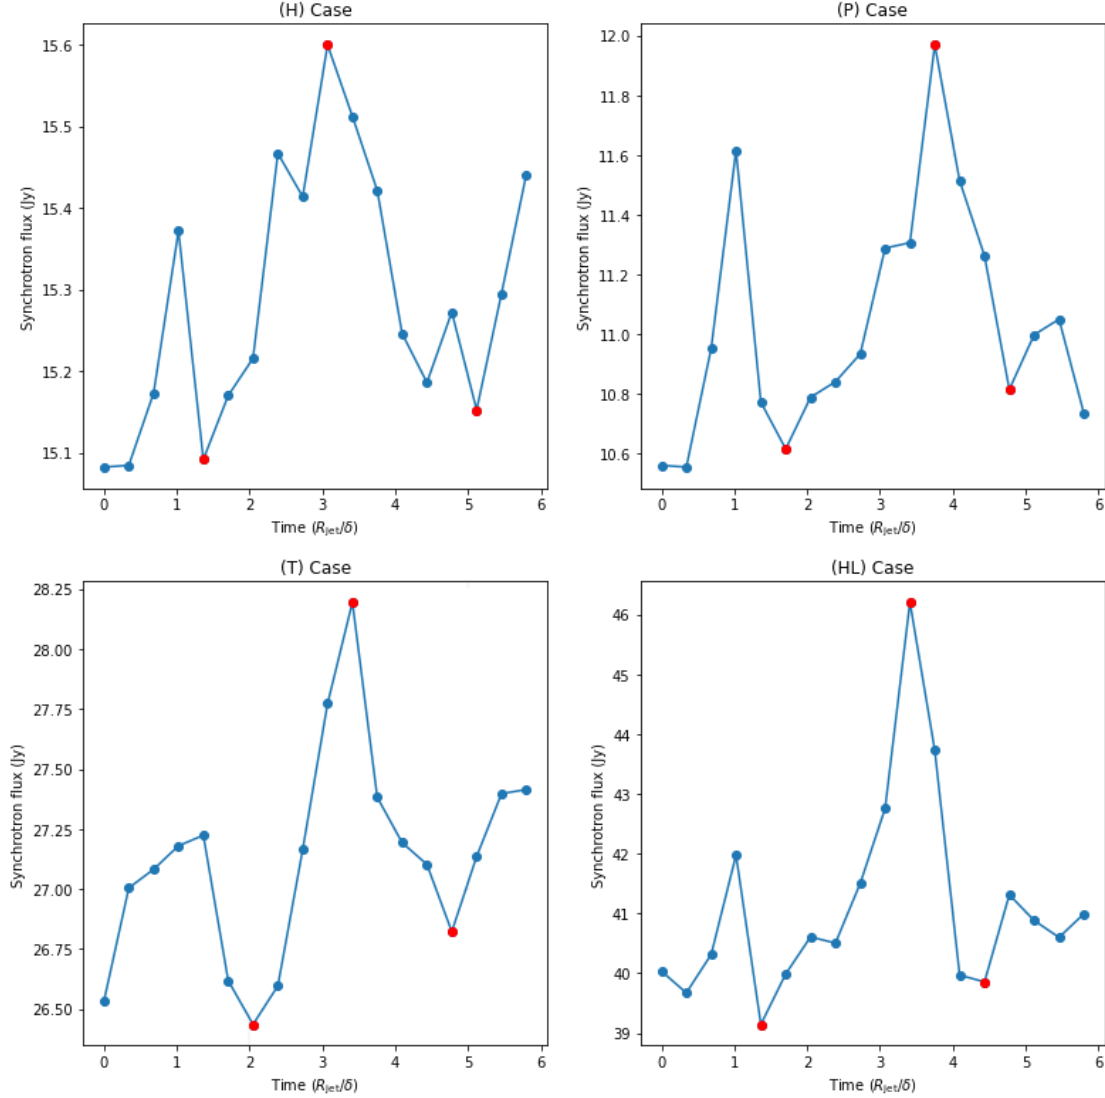 (H) Case
15.6
15.5
15.4
15.3
15.2
15.1
Synchrotron flux (Jy)
0 1 2 3 4 5 6
Time (R_jet/δ)
(P) Case
12.0
11.8
11.6
11.4
11.2
11.0
10.8
10.6
Synchrotron flux (Jy)
0 1 2 3 4 5 6
Time (R_jet/δ)
(T) Case
28.25
28.00
27.75
27.50
27.25
27.00
26.75
26.50
Synchrotron flux (Jy)
0 1 2 3 4 5 6
Time (R_jet/δ)
(HL) Case
46
45
44
43
42
41
40
39
Synchrotron flux (Jy)
0 1 2 3 4 5 6
Time (R_jet/δ)